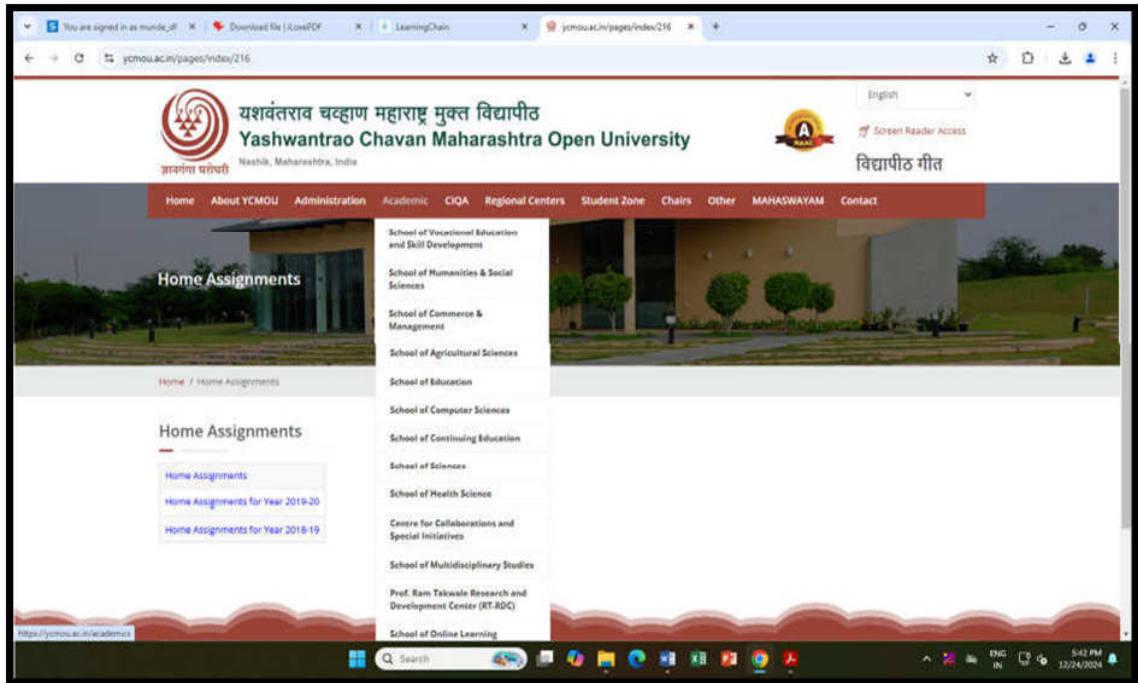 You are signed in as munde_df
Download file | iLovePDF
LearningChain
ycmou.ac.in/pages/index/216
ycmou.ac.in/pages/index/216
English
यशवंतराव चव्हाण महाराष्ट्र मुक्त विद्यापीठ
Yashwantrao Chavan Maharashtra Open University
Nashik, Maharashtra, India
ज्ञानगंगा घरोघरी
A
NAAC
Screen Reader Access
विद्यापीठ गीत
Home About YCMOU Administration Academic CIQA Regional Centers Student Zone Chairs Other MAHASWAYAM Contact
School of Vocational Education
and Skill Development
School of Humanities & Social
Sciences
School of Commerce &
Management
School of Agricultural Sciences
School of Education
School of Computer Sciences
School of Continuing Education
School of Sciences
School of Health Science
Centre for Collaborations and
Special Initiatives
School of Multidisciplinary Studies
Prof. Ram Takwale Research and
Development Center (RT-RDC)
School of Online Learning
Home Assignments
Home / Home Assignments
Home Assignments
Home Assignments
Home Assignments for Year 2019-20
Home Assignments for Year 2018-19
https://ycmou.ac.in/academics
Search
ENG
IN
5:42 PM
12/24/2024